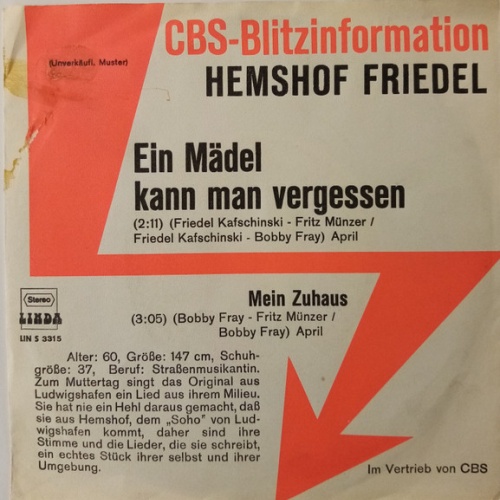 CBS-Blitzinformation
(Unverkäufl. Muster)
HEMSHOF FRIEDEL
Ein Mädel
kann man vergessen
(2:11) (Friedel Kafschinski - Fritz Münzer /
Friedel Kafschinski - Bobby Fray) April
Mein Zuhaus
(3:05) (Bobby Fray - Fritz Münzer /
Bobby Fray) April
Stereo
LINDA
LIN S 3315
Alter: 60, Größe: 147 cm, Schuh-
größe: 37, Beruf: Straßenmusikantin.
Zum Muttertag singt das Original aus
Ludwigshafen ein Lied aus ihrem Milieu.
Sie hat nie ein Hehl daraus gemacht, daß
sie aus Hemshof, dem „Soho" von Lud-
wigshafen kommt, daher sind ihre
Stimme und die Lieder, die sie schreibt,
ein echtes Stück ihrer selbst und ihrer
Umgebung.
Im Vertrieb von CBS